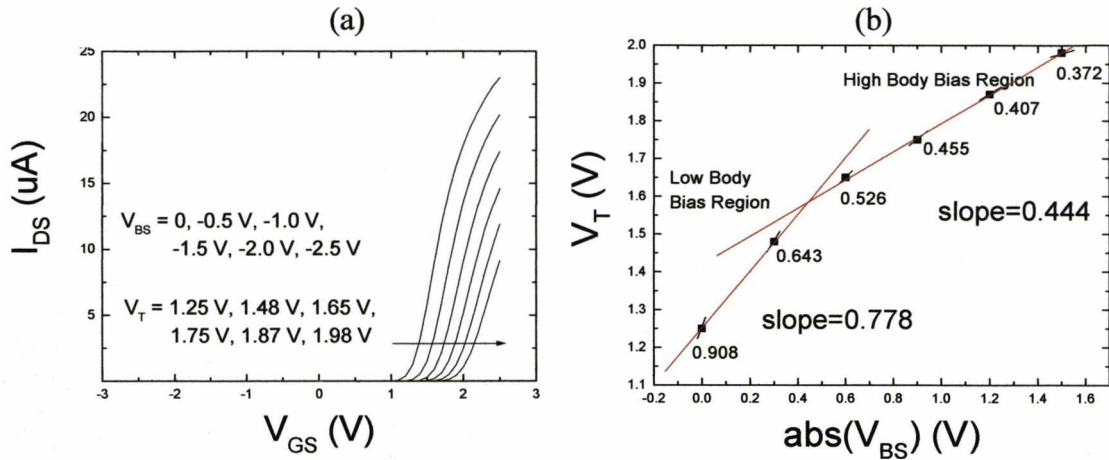 (a)
25
20
15
10
5
-3
-2
-1
0
1
2
3
I_DS (uA)
V_GS (V)
V_BS = 0, -0.5 V, -1.0 V,
-1.5 V, -2.0 V, -2.5 V
V_T = 1.25 V, 1.48 V, 1.65 V,
1.75 V, 1.87 V, 1.98 V
(b)
2.0
1.9
1.8
1.7
1.6
1.5
1.4
1.3
1.2
1.1
-0.2
0.0
0.2
0.4
0.6
0.8
1.0
1.2
1.4
1.6
V_T (V)
abs(V_BS) (V)
High Body Bias Region
0.372
0.407
0.455
Low Body
Bias Region
0.526
slope=0.444
0.643
slope=0.778
0.908